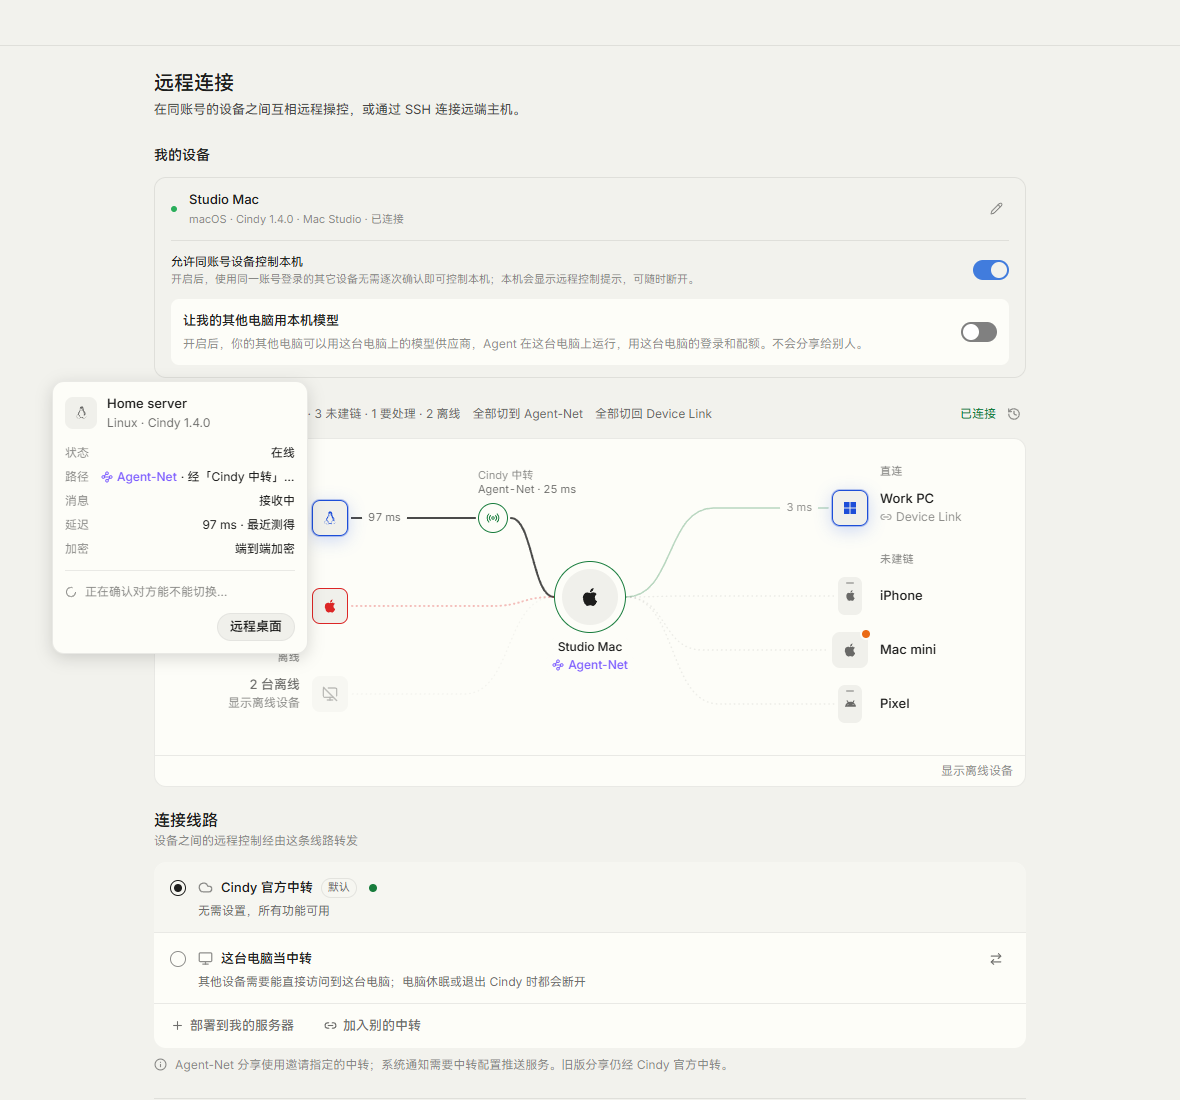 远程连接
在同账号的设备之间互相远程操控，或通过 SSH 连接远端主机。
我的设备
Studio Mac
macOS · Cindy 1.4.0 · Mac Studio · 已连接
允许同账号设备控制本机
开启后，使用同一账号登录的其它设备无需逐次确认即可控制本机；本机会显示远程控制提示，可随时断开。
让我的其他电脑用本机模型
开启后，你的其他电脑可以用这台电脑上的模型供应商，Agent 在这台电脑上运行，用这台电脑的登录和配额。不会分享给别人。
· 3 未建链 · 1 要处理 · 2 离线 全部切到 Agent-Net 全部切回 Device Link
已连接
Home server
Linux · Cindy 1.4.0
状态 在线
路径 Agent-Net · 经「Cindy 中转」...
消息 接收中
延迟 97 ms · 最近测得
加密 端到端加密
正在确认对方能不能切换...
远程桌面
97 ms
Cindy 中转
Agent-Net · 25 ms
3 ms
直连
Work PC
Device Link
未建链
iPhone
Mac mini
Pixel
Studio Mac
Agent-Net
离线
2 台离线
显示离线设备
显示离线设备
连接线路
设备之间的远程控制经由这条线路转发
Cindy 官方中转 默认
无需设置，所有功能可用
这台电脑当中转
其他设备需要能直接访问到这台电脑；电脑休眠或退出 Cindy 时都会断开
部署到我的服务器 加入别的中转
Agent-Net 分享使用邀请指定的中转；系统通知需要中转配置推送服务。旧版分享仍经 Cindy 官方中转。